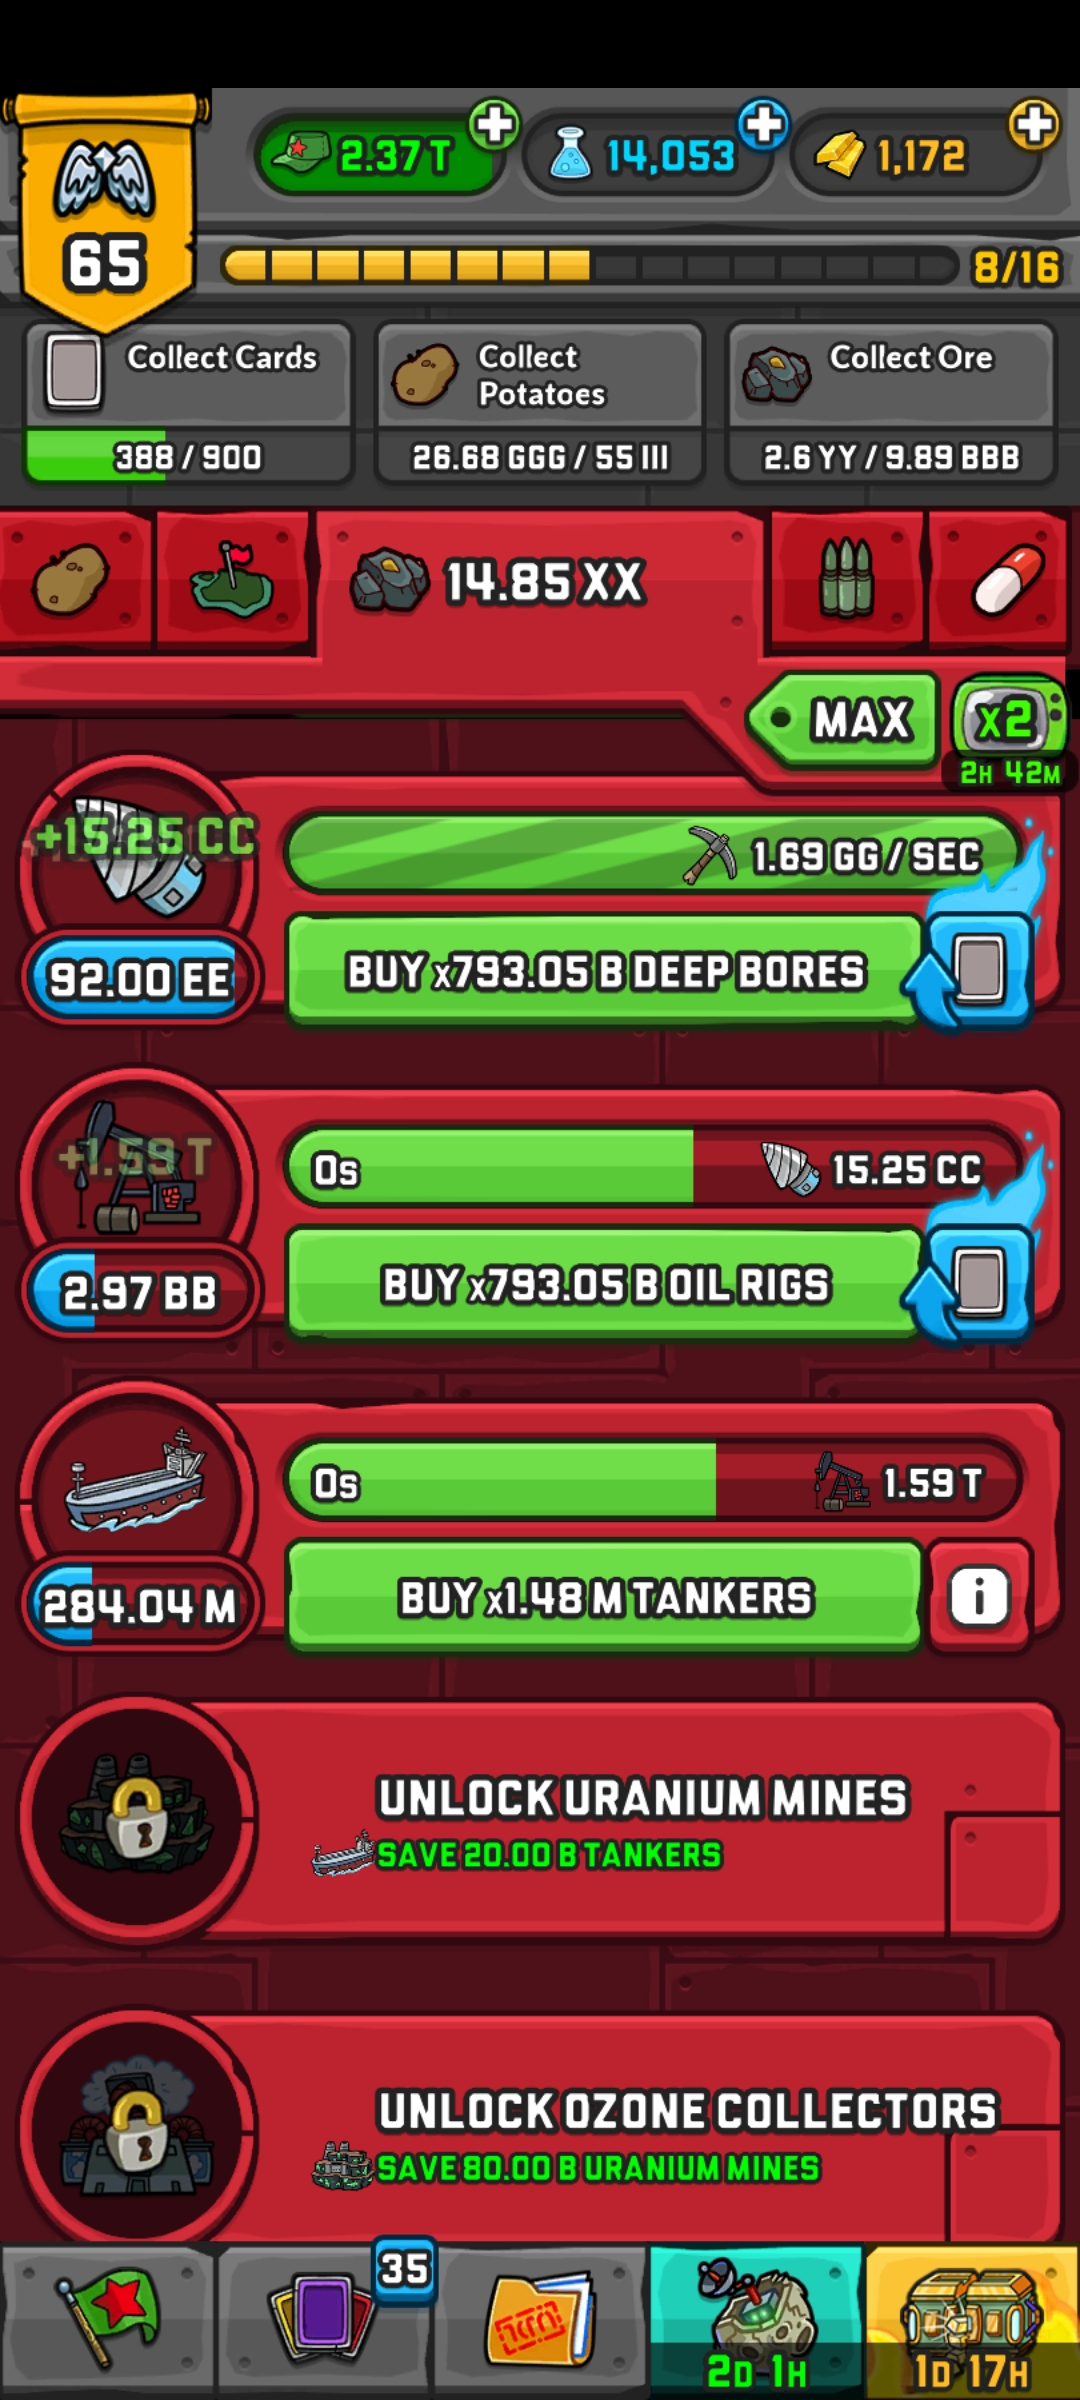 2.37 T
14,053
1,172
65
8/16
Collect Cards
388 / 900
Collect
Potatoes
26.68 GGG / 55 III
Collect Ore
2.6 YY / 9.89 BBB
14.85 XX
MAX
x2
2H 42M
+15.25 CC
1.69 GG / SEC
92.00 EE
BUY x793.05 B DEEP BORES
+1.59 T
0s
15.25 CC
2.97 BB
BUY x793.05 B OIL RIGS
0s
1.59 T
284.04 M
BUY x1.48 M TANKERS
i
UNLOCK URANIUM MINES
SAVE 20.00 B TANKERS
UNLOCK OZONE COLLECTORS
SAVE 80.00 B URANIUM MINES
35
2D 1H
1D 17H